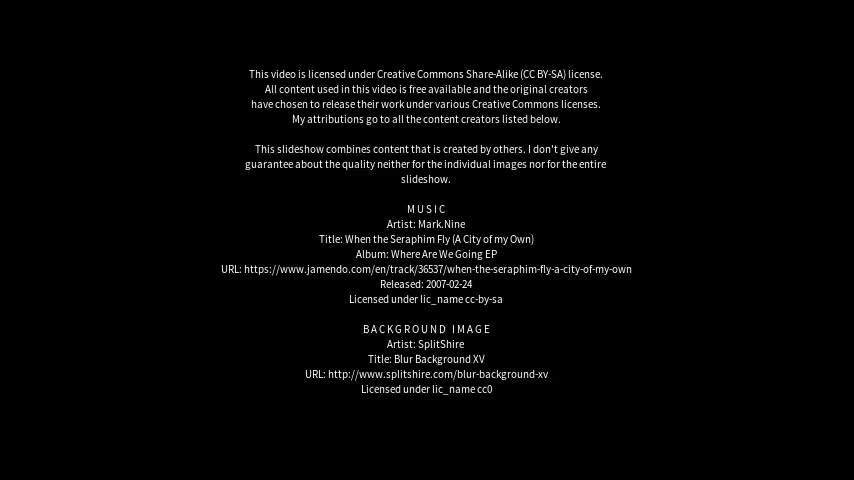 This video is licensed under Creative Commons Share-Alike (CC BY-SA) license.
All content used in this video is free available and the original creators
have chosen to release their work under various Creative Commons licenses.
My attributions go to all the content creators listed below.
This slideshow combines content that is created by others. I don't give any
guarantee about the quality neither for the individual images nor for the entire
slideshow.
MUSIC
Artist: Mark.Nine
Title: When the Seraphim Fly (A City of my Own)
Album: Where Are We Going EP
URL: https://www.jamendo.com/en/track/36537/when-the-seraphim-fly-a-city-of-my-own
Released: 2007-02-24
Licensed under lic_name cc-by-sa
BACKGROUND IMAGE
Artist: SplitShire
Title: Blur Background XV
URL: http://www.splitshire.com/blur-background-xv
Licensed under lic_name cc0